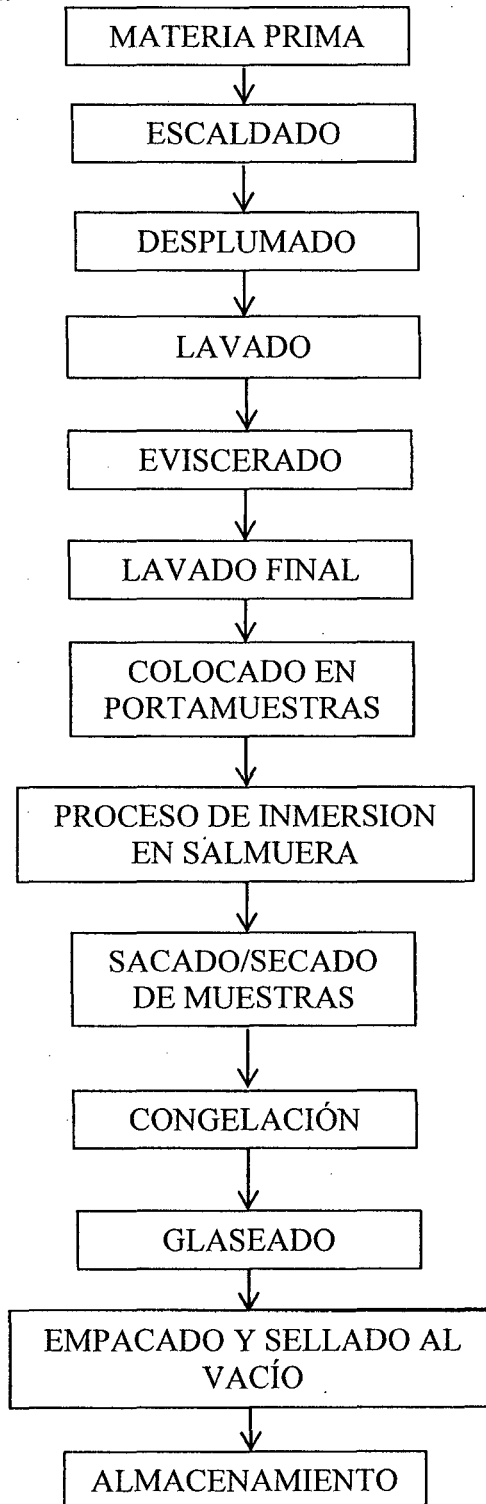 MATERIA PRIMA
ESCALDADO
DESPLUMADO
LAVADO
EVISCERADO
LAVADO FINAL
COLOCADO EN
PORTAMUESTRAS
PROCESO DE INMERSION
EN SALMUERA
SACADO/SECADO
DE MUESTRAS
CONGELACIÓN
GLASEADO
EMPACADO Y SELLADO AL
VACÍO
ALMACENAMIENTO